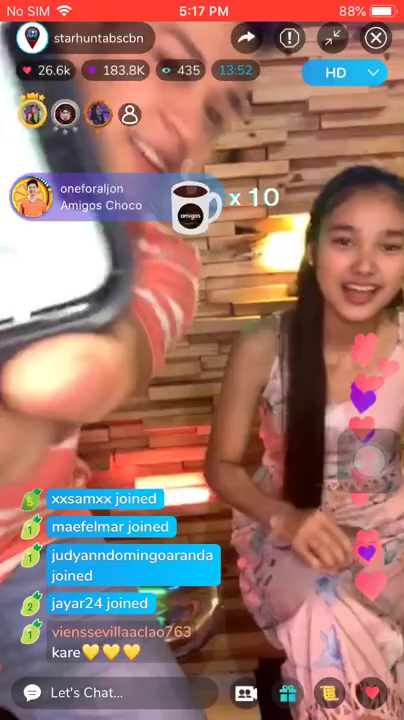 No SIM
5:17 PM
88%
starhuntabscbn
26.6k
183.8K
435
13:52
HD
oneforaljon
Amigos Choco
amigos
x 10
5 xxsamxx joined
1 maefelmar joined
1 judyanndomingoaranda
joined
2 jayar24 joined
1 vienssevillaaclao763
kare💛💛💛
Let's Chat...